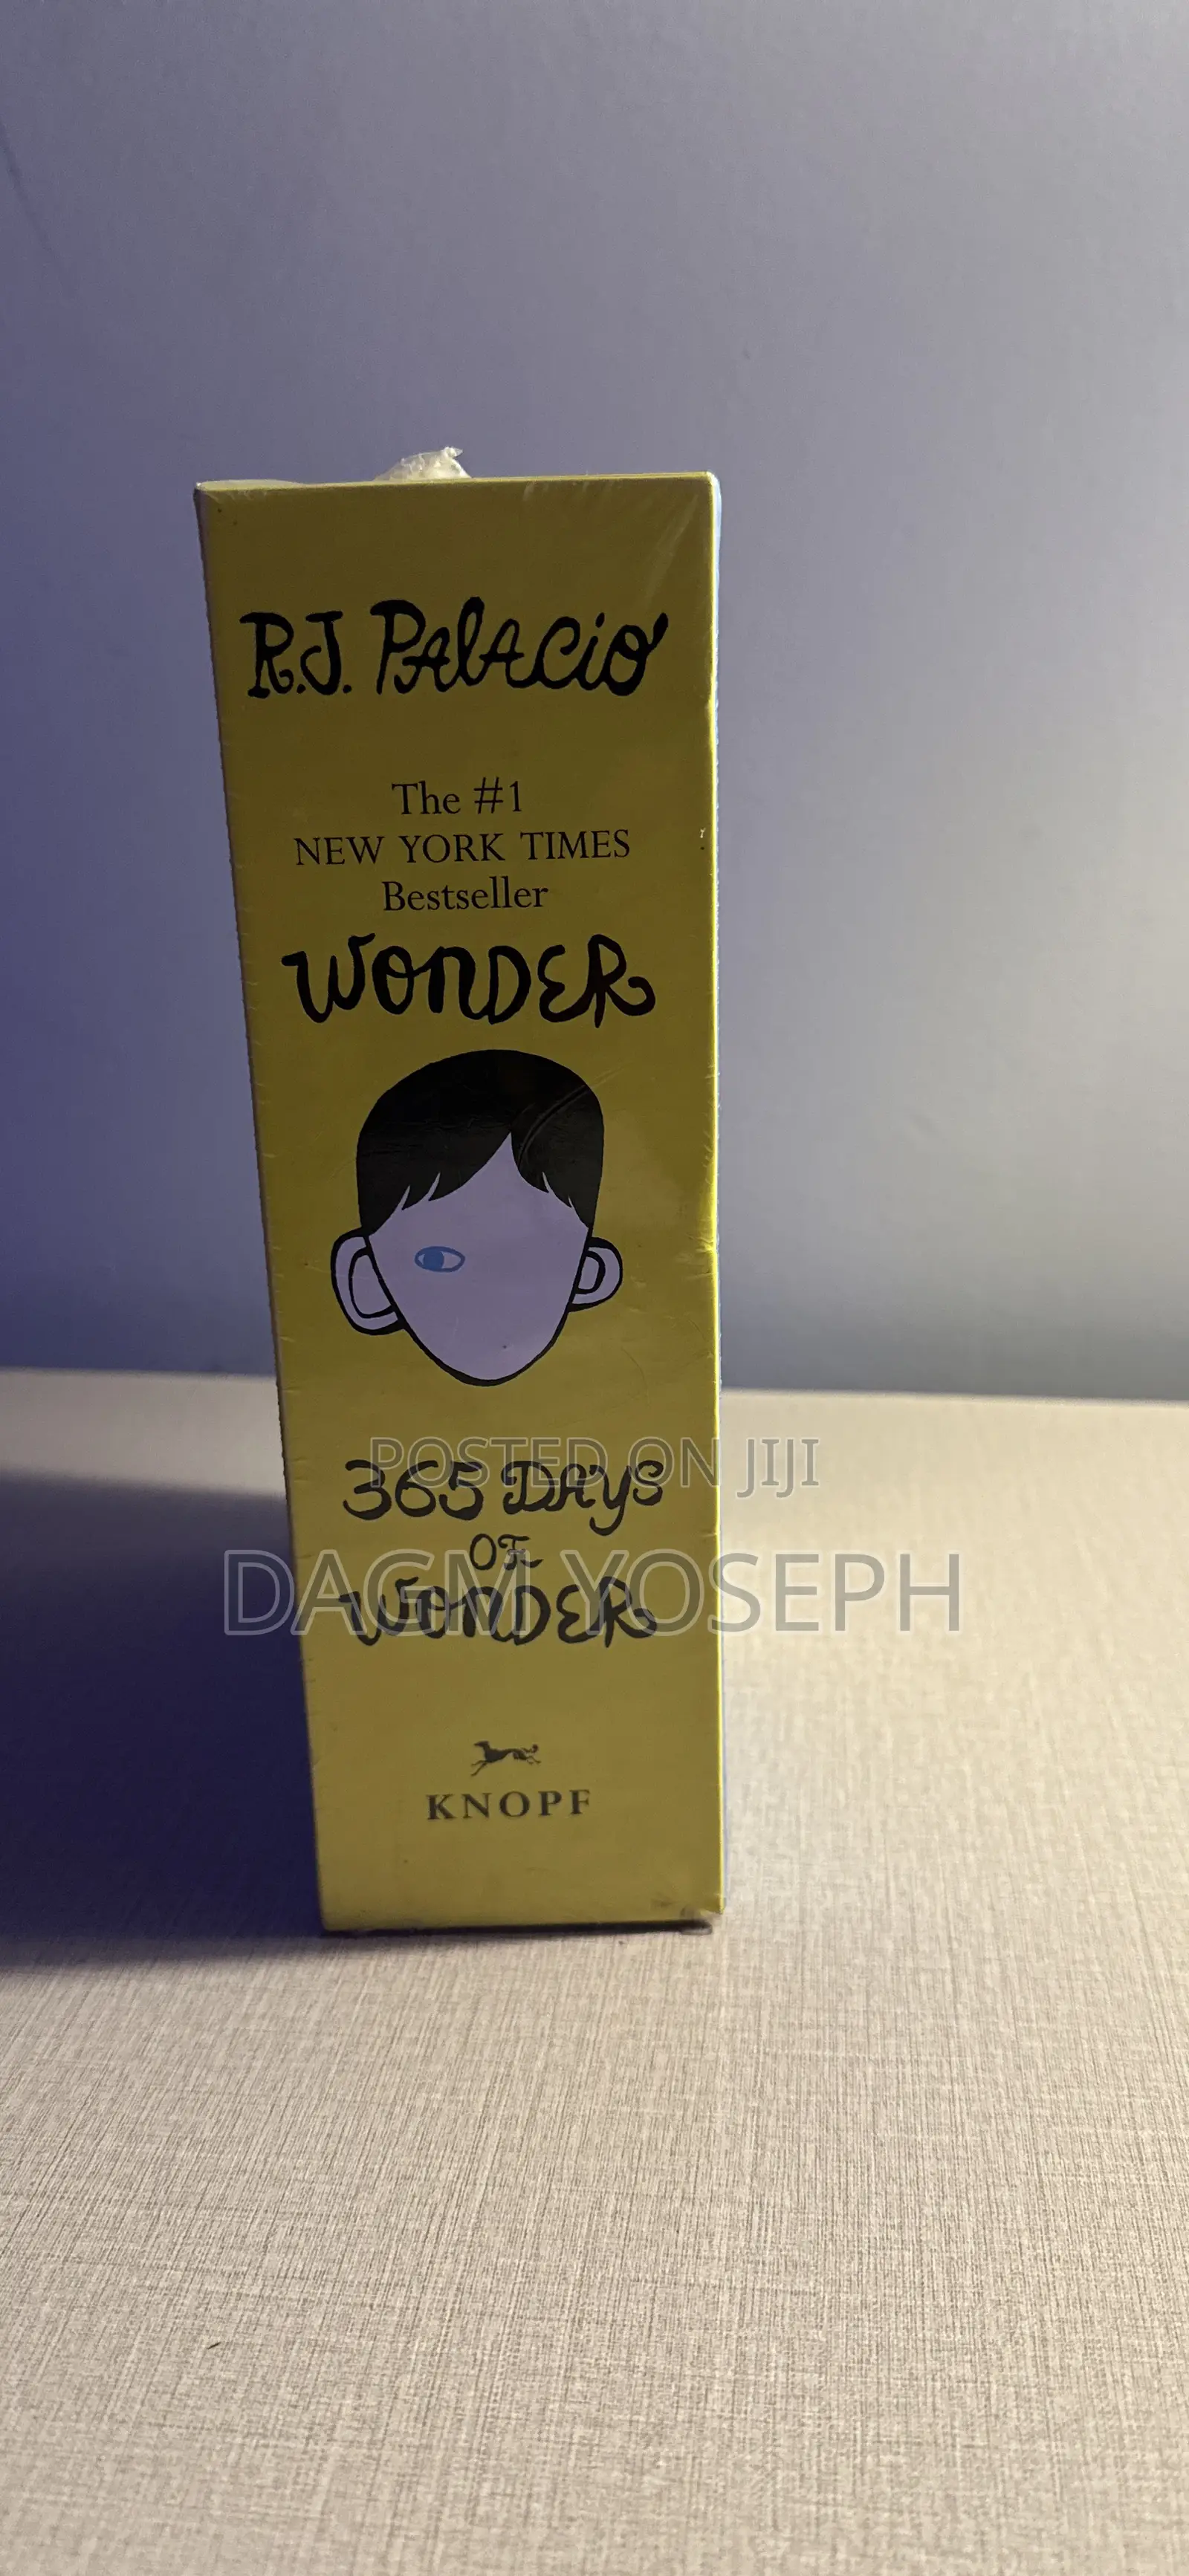 R.J. Palacio
The #1
NEW YORK TIMES
Bestseller
WONDER
POSTED ON JIJI
365 DAYS
OF
DAGM YOSEPH
WONDER
KNOPF